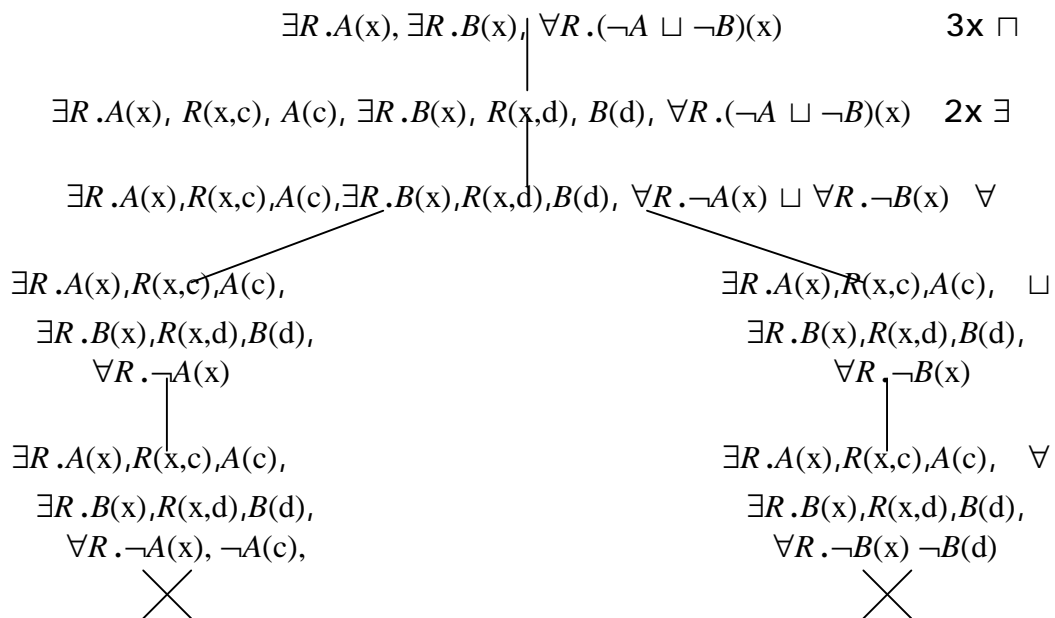 ∃R.A(x), ∃R.B(x), ∀R.(¬A ⊔ ¬B)(x) 3x ⊓
∃R.A(x), R(x,c), A(c), ∃R.B(x), R(x,d), B(d), ∀R.(¬A ⊔ ¬B)(x) 2x ∃
∃R.A(x),R(x,c),A(c),∃R.B(x),R(x,d),B(d), ∀R.¬A(x) ⊔ ∀R.¬B(x) ∀
∃R.A(x),R(x,c),A(c),
∃R.B(x),R(x,d),B(d),
∀R.¬A(x)
∃R.A(x),R(x,c),A(c), ⊔
∃R.B(x),R(x,d),B(d),
∀R.¬B(x)
∃R.A(x),R(x,c),A(c),
∃R.B(x),R(x,d),B(d),
∀R.¬A(x), ¬A(c),
∃R.A(x),R(x,c),A(c), ∀
∃R.B(x),R(x,d),B(d),
∀R.¬B(x) ¬B(d)